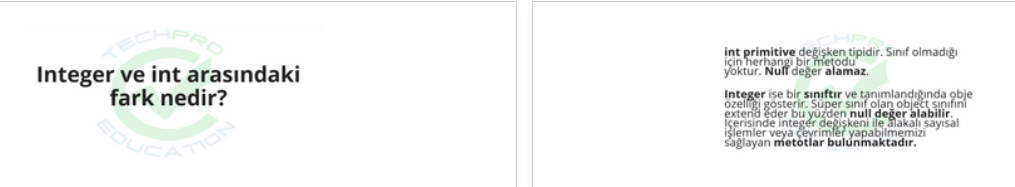 TECHPRO
Integer ve int arasındaki
fark nedir?
EDUCATION
int primitive değişken tipidir. Sınıf olmadığı
için herhangi bir metodu
yoktur. Null değer alamaz.
Integer ise bir sınıftır ve tanımlandığında obje
özelliği gösterir. Süper sınıf olan object sınıfını
extend eder bu yüzden null değer alabilir.
İçerisinde integer değişkeni ile alakalı sayısal
işlemler veya çevrimler yapabilmemizi
sağlayan metotlar bulunmaktadır.